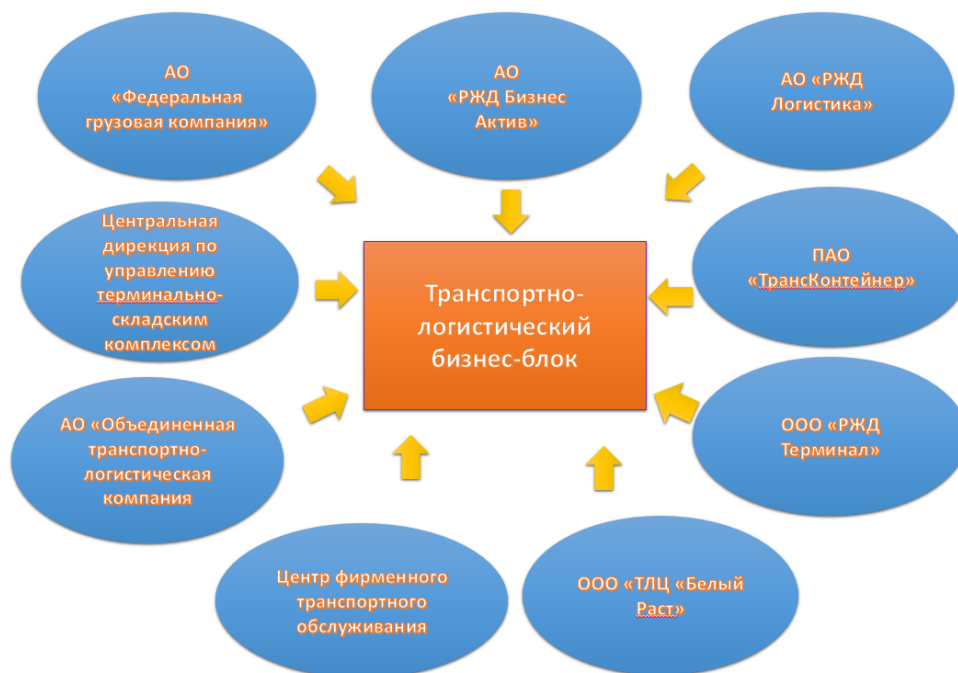 АО
«Федеральная
грузовая компания»
АО
«РЖД Бизнес
Актив»
АО «РЖД
Логистика»
Центральная
дирекция по
управлению
терминально-
складским
комплексом
Транспортно-
логистический
бизнес-блок
ПАО
«ТрансКонтейнер»
АО «Объединенная
транспортно-
логистическая
компания
ООО «РЖД
Терминал»
Центр фирменного
транспортного
обслуживания
ООО «ТЛЦ «Белый
Раст»